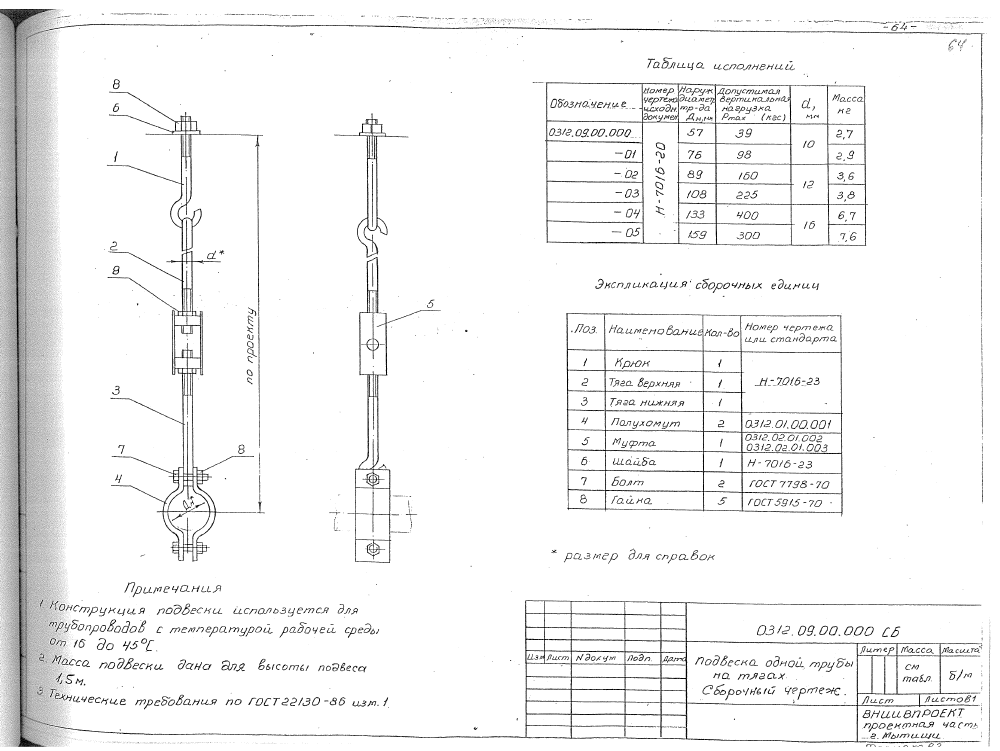 -64-
64
8
6
1
2
8
3
7
4
d*
8
Дн*
по проекту
5
Таблица исполнений
Обозначение | Номер чертежа исходн. докумен | Наруж диамет тр-да Дн,мм | Допустимая вертикальная нагрузка Pmax (кгс) | d, мм | Масса кг
0312.09.00.000 | Н-7016-20 | 57 | 39 | 10 | 2,7
-01 | 76 | 98 | 2,9
-02 | 89 | 160 | 12 | 3,6
-03 | 108 | 225 | 3,8
-04 | 133 | 400 | 16 | 6,7
-05 | 159 | 300 | 7,6
Экспликация сборочных единиц
Поз. | Наименование | Кол-во | Номер чертежа или стандарта
1 | Крюк | 1 | Н-7016-23
2 | Тяга верхняя | 1
3 | Тяга нижняя | 1
4 | Полухомут | 2 | 0312.01.00.001
5 | Муфта | 1 | 0312.02.01.002 0312.02.01.003
6 | Шайба | 1 | Н-7016-23
7 | Болт | 2 | ГОСТ 7798-70
8 | Гайка | 5 | ГОСТ 5915-70
* размер для справок
Примечания
1. Конструкция подвески используется для
трубопроводов с температурой рабочей среды
от 16 до 45°C.
2. Масса подвески дана для высоты подвеса
1,5м.
3. Технические требования по ГОСТ 22130-86 изм. 1
0312.09.00.000 СБ
Изм Лист N докум Подп. Дата
Подвеска одной трубы
на тягах.
Сборочный чертеж.
Литер Масса Масшта
см табл. б/м
Лист Листов 1
ВНИИВПРОЕКТ
проектная часть
г. Мытищи